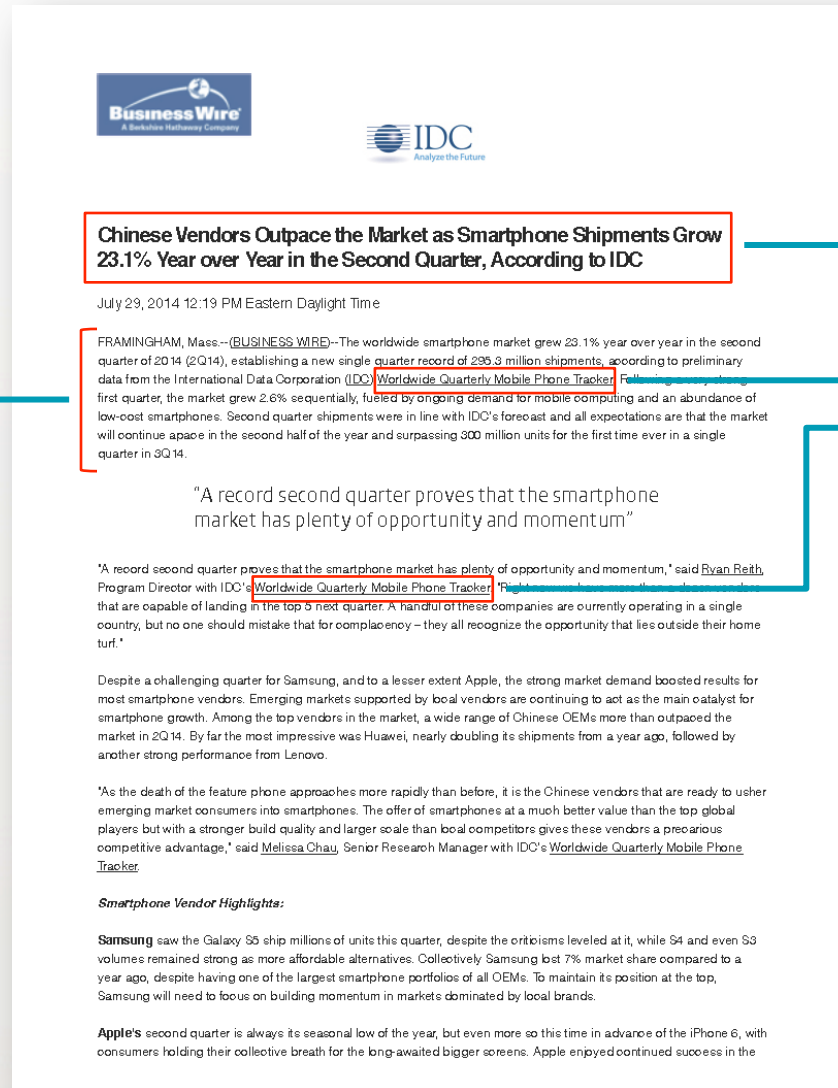 BusinessWire
A Berkshire Hathaway Company
IDC
Analyze the Future
Chinese Vendors Outpace the Market as Smartphone Shipments Grow
23.1% Year over Year in the Second Quarter, According to IDC
July 29, 2014 12:19 PM Eastern Daylight Time
FRAMINGHAM, Mass.--(BUSINESS WIRE)--The worldwide smartphone market grew 23.1% year over year in the second
quarter of 2014 (2Q14), establishing a new single quarter record of 295.3 million shipments, according to preliminary
data from the International Data Corporation (IDC) Worldwide Quarterly Mobile Phone Tracker. Following a very strong
first quarter, the market grew 2.6% sequentially, fueled by ongoing demand for mobile computing and an abundance of
low-cost smartphones. Second quarter shipments were in line with IDC's forecast and all expectations are that the market
will continue apace in the second half of the year and surpassing 300 million units for the first time ever in a single
quarter in 3Q14.
"A record second quarter proves that the smartphone
market has plenty of opportunity and momentum"
"A record second quarter proves that the smartphone market has plenty of opportunity and momentum," said Ryan Reith,
Program Director with IDC's Worldwide Quarterly Mobile Phone Tracker. "Right now we have more than a dozen vendors
that are capable of landing in the top 5 next quarter. A handful of these companies are currently operating in a single
country, but no one should mistake that for complacency – they all recognize the opportunity that lies outside their home
turf."
Despite a challenging quarter for Samsung, and to a lesser extent Apple, the strong market demand boosted results for
most smartphone vendors. Emerging markets supported by local vendors are continuing to act as the main catalyst for
smartphone growth. Among the top vendors in the market, a wide range of Chinese OEMs more than outpaced the
market in 2Q14. By far the most impressive was Huawei, nearly doubling its shipments from a year ago, followed by
another strong performance from Lenovo.
"As the death of the feature phone approaches more rapidly than before, it is the Chinese vendors that are ready to usher
emerging market consumers into smartphones. The offer of smartphones at a much better value than the top global
players but with a stronger build quality and larger scale than local competitors gives these vendors a precarious
competitive advantage," said Melissa Chau, Senior Research Manager with IDC's Worldwide Quarterly Mobile Phone
Tracker.
Smartphone Vendor Highlights:
Samsung saw the Galaxy S5 ship millions of units this quarter, despite the criticisms leveled at it, while S4 and even S3
volumes remained strong as more affordable alternatives. Collectively Samsung lost 7% market share compared to a
year ago, despite having one of the largest smartphone portfolios of all OEMs. To maintain its position at the top,
Samsung will need to focus on building momentum in markets dominated by local brands.
Apple's second quarter is always its seasonal low of the year, but even more so this time in advance of the iPhone 6, with
consumers holding their collective breath for the long-awaited bigger screens. Apple enjoyed continued success in the